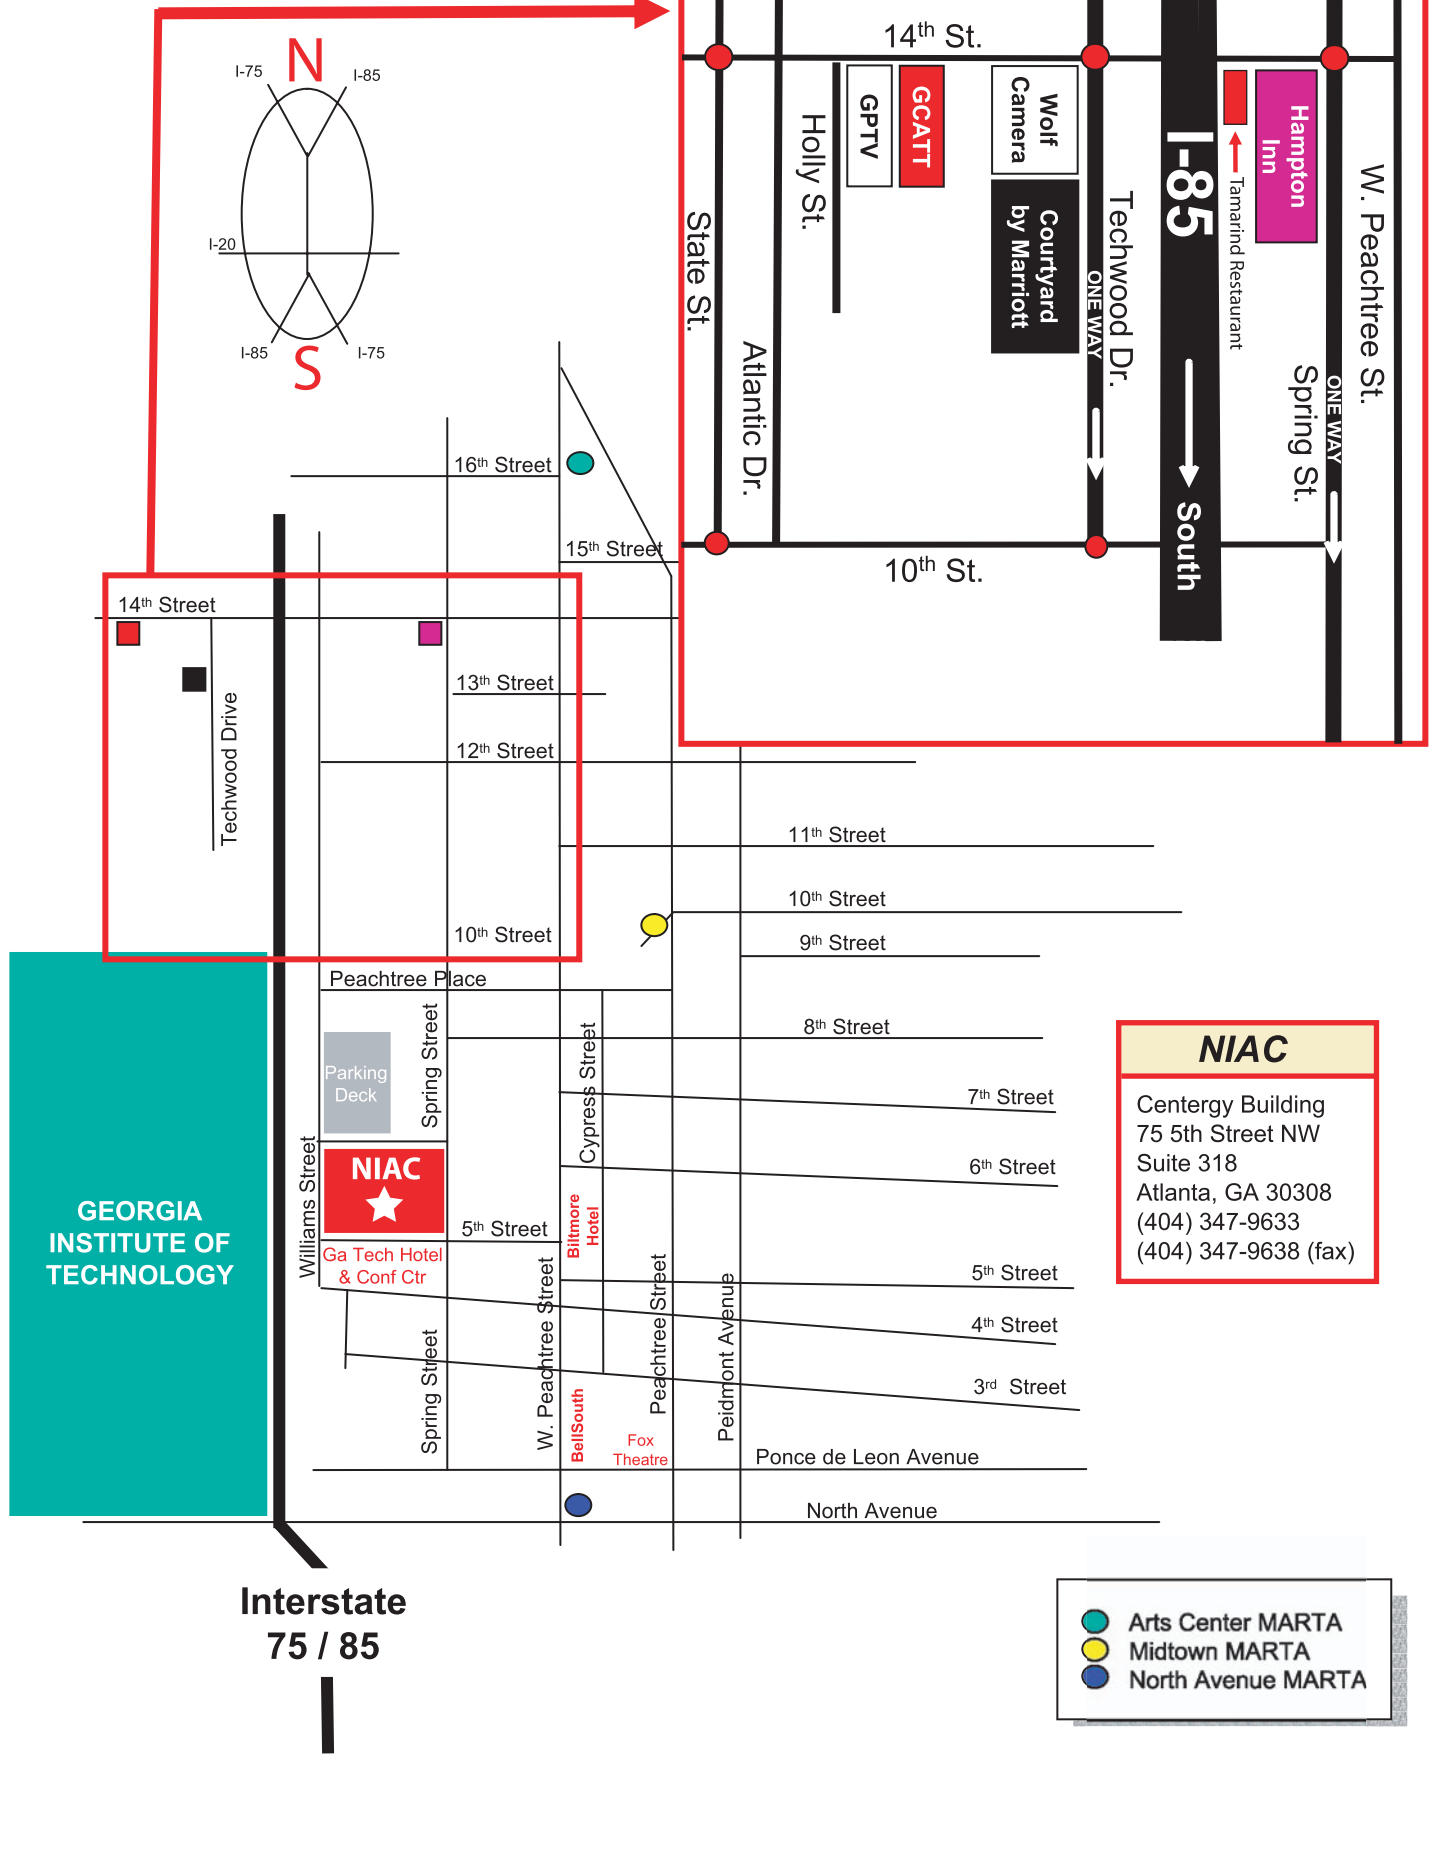 N
I-75
I-85
I-20
I-85
I-75
S
14th St.
State St.
Atlantic Dr.
Holly St.
GPTV
GCATT
Wolf
Camera
Courtyard
by Marriott
ONE WAY
Techwood Dr.
I-85
South
Tamarind Restaurant
Hampton
Inn
Spring St.
ONE WAY
W. Peachtree St.
10th St.
16th Street
15th Street
14th Street
13th Street
Techwood Drive
12th Street
11th Street
10th Street
10th Street
9th Street
Peachtree Place
8th Street
Spring Street
Cypress Street
Parking
Deck
7th Street
6th Street
Williams Street
NIAC
5th Street
Biltmore
Hotel
Ga Tech Hotel
& Conf Ctr
5th Street
4th Street
3rd Street
Spring Street
W. Peachtree Street
Peachtree Street
Peidmont Avenue
BellSouth
Fox
Theatre
Ponce de Leon Avenue
North Avenue
GEORGIA
INSTITUTE OF
TECHNOLOGY
NIAC
Centergy Building
75 5th Street NW
Suite 318
Atlanta, GA 30308
(404) 347-9633
(404) 347-9638 (fax)
Interstate
75 / 85
Arts Center MARTA
Midtown MARTA
North Avenue MARTA